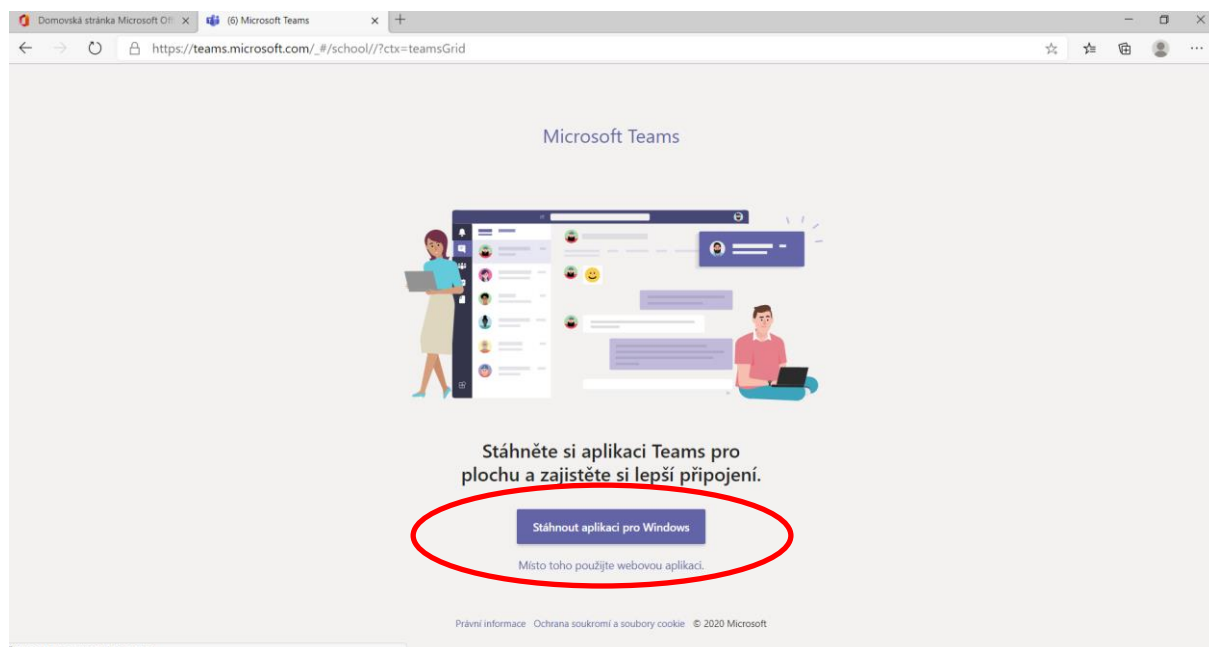 Domovská stránka Microsoft Off
(6) Microsoft Teams
https://teams.microsoft.com/_#/school//?ctx=teamsGrid
Microsoft Teams
Stáhněte si aplikaci Teams pro
plochu a zajistěte si lepší připojení.
Stáhnout aplikaci pro Windows
Místo toho použijte webovou aplikaci.
Právní informace Ochrana soukromí a soubory cookie © 2020 Microsoft